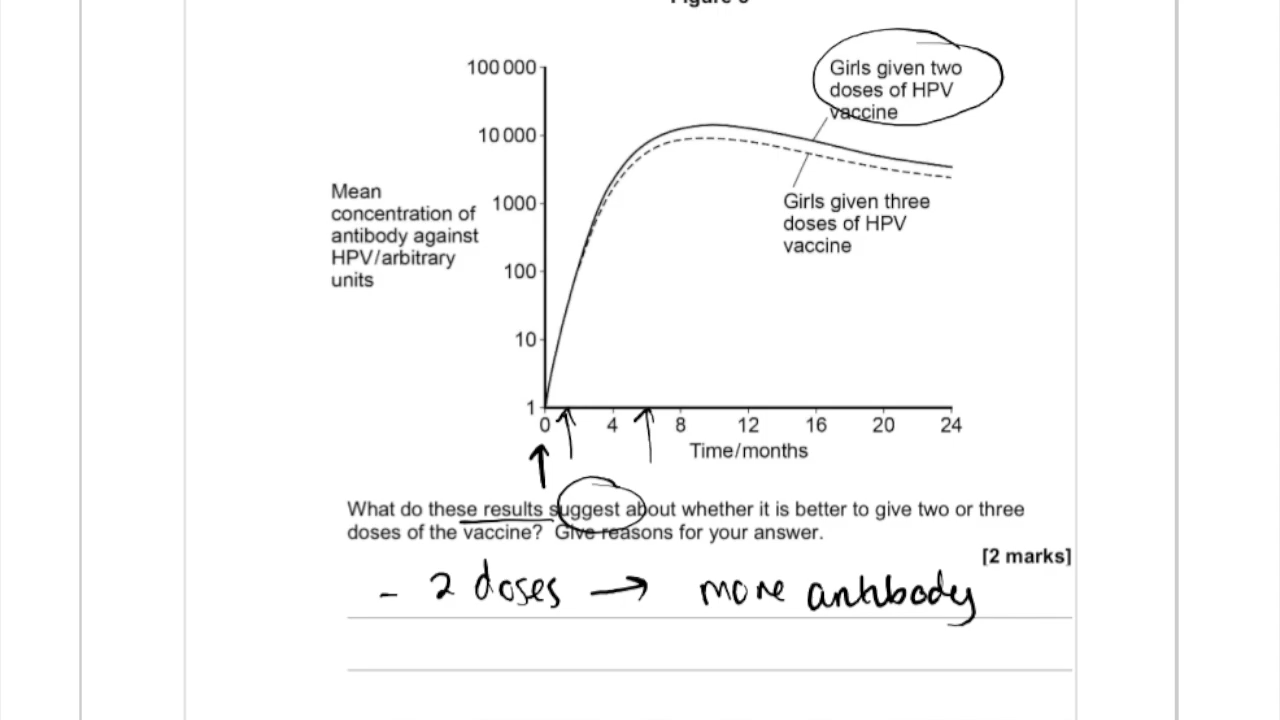 Girls given two
doses of HPV
vaccine
100 000
10 000
1000
100
10
1
Mean
concentration of
antibody against
HPV/arbitrary
units
Girls given three
doses of HPV
vaccine
0 4 8 12 16 20 24
Time/months
What do these results suggest about whether it is better to give two or three
doses of the vaccine? Give reasons for your answer.
[2 marks]
- 2 doses → more antibody